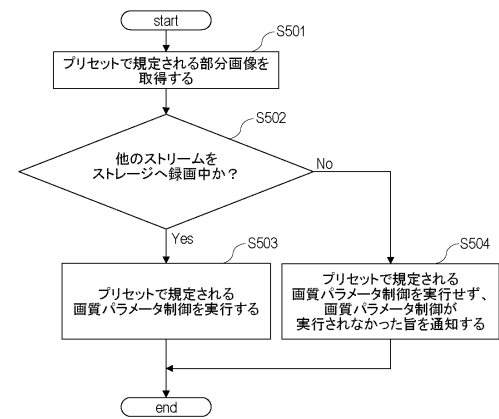 start
S501
プリセットで規定される部分画像を
取得する
S502
他のストリームを
ストレージへ録画中か？
No
Yes
S503
プリセットで規定される
画質パラメータ制御を実行する
S504
プリセットで規定される
画質パラメータ制御を実行せず、
画質パラメータ制御が
実行されなかった旨を通知する
end